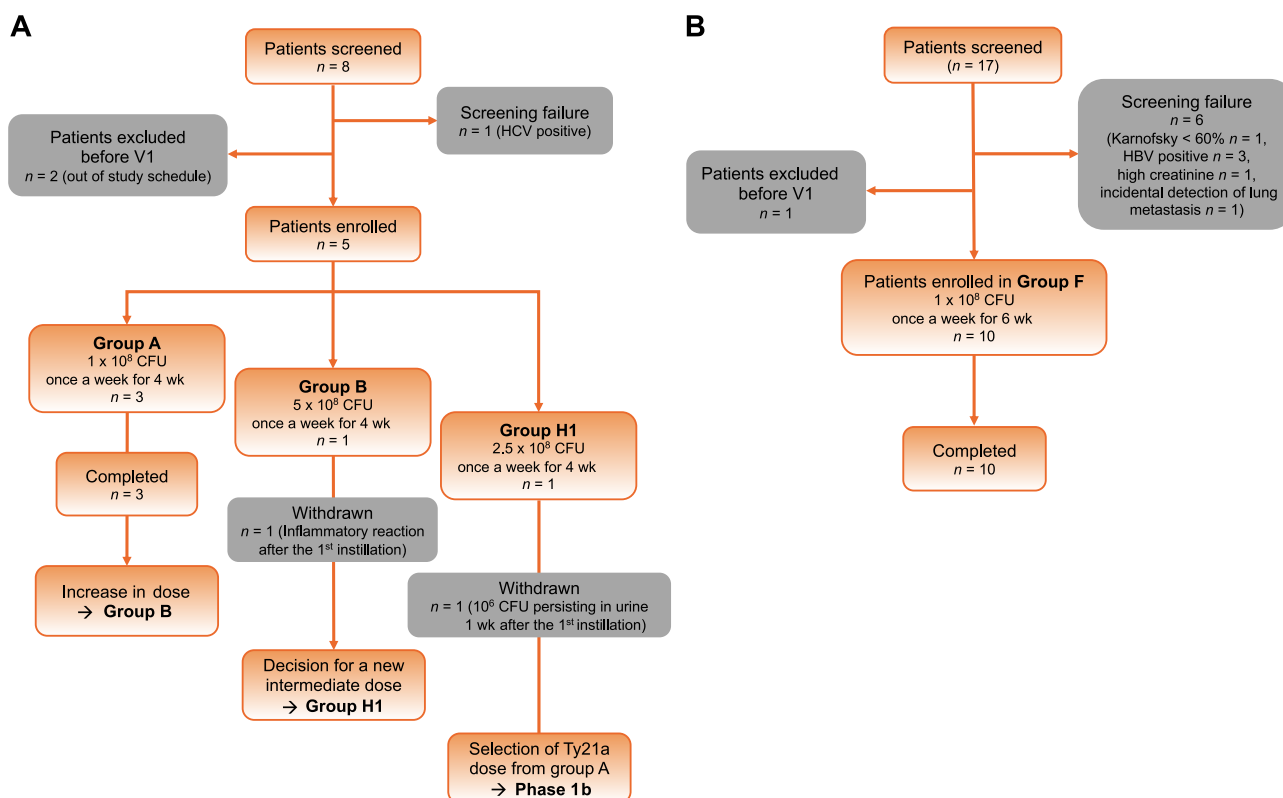 A
Patients screened
n = 8
Screening failure
n = 1 (HCV positive)
Patients excluded
before V1
n = 2 (out of study schedule)
Patients enrolled
n = 5
Group A
1 x 10⁸ CFU
once a week for 4 wk
n = 3
Completed
n = 3
Increase in dose
→ Group B
Group B
5 x 10⁸ CFU
once a week for 4 wk
n = 1
Withdrawn
n = 1 (Inflammatory reaction
after the 1ˢᵗ instillation)
Decision for a new
intermediate dose
→ Group H1
Group H1
2.5 x 10⁸ CFU
once a week for 4 wk
n = 1
Withdrawn
n = 1 (10⁶ CFU persisting in urine
1 wk after the 1ˢᵗ instillation)
Selection of Ty21a
dose from group A
→ Phase 1b
B
Patients screened
(n = 17)
Screening failure
n = 6
(Karnofsky < 60% n = 1,
HBV positive n = 3,
high creatinine n = 1,
incidental detection of lung
metastasis n = 1)
Patients excluded
before V1
n = 1
Patients enrolled in Group F
1 x 10⁸ CFU
once a week for 6 wk
n = 10
Completed
n = 10